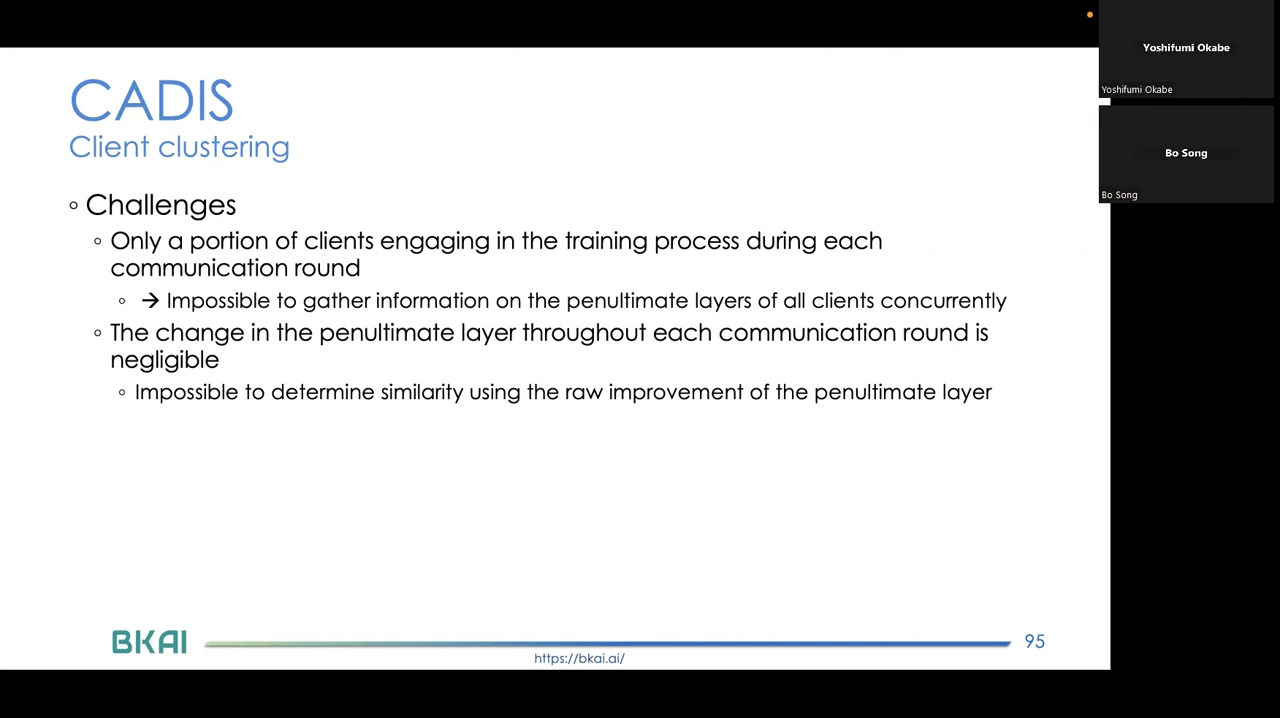 CADIS
Client clustering
Challenges
Only a portion of clients engaging in the training process during each
communication round
→ Impossible to gather information on the penultimate layers of all clients concurrently
The change in the penultimate layer throughout each communication round is
negligible
Impossible to determine similarity using the raw improvement of the penultimate layer
BKAI
https://bkai.ai/
95
Yoshifumi Okabe
Yoshifumi Okabe
Bo Song
Bo Song